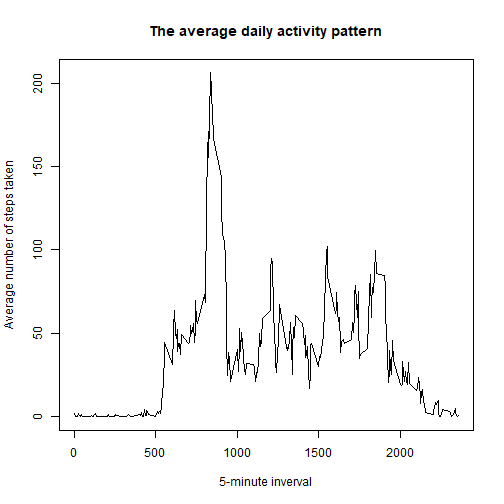 The average daily activity pattern
Average number of steps taken
200
150
100
50
0
0 500 1000 1500 2000
5-minute inverval